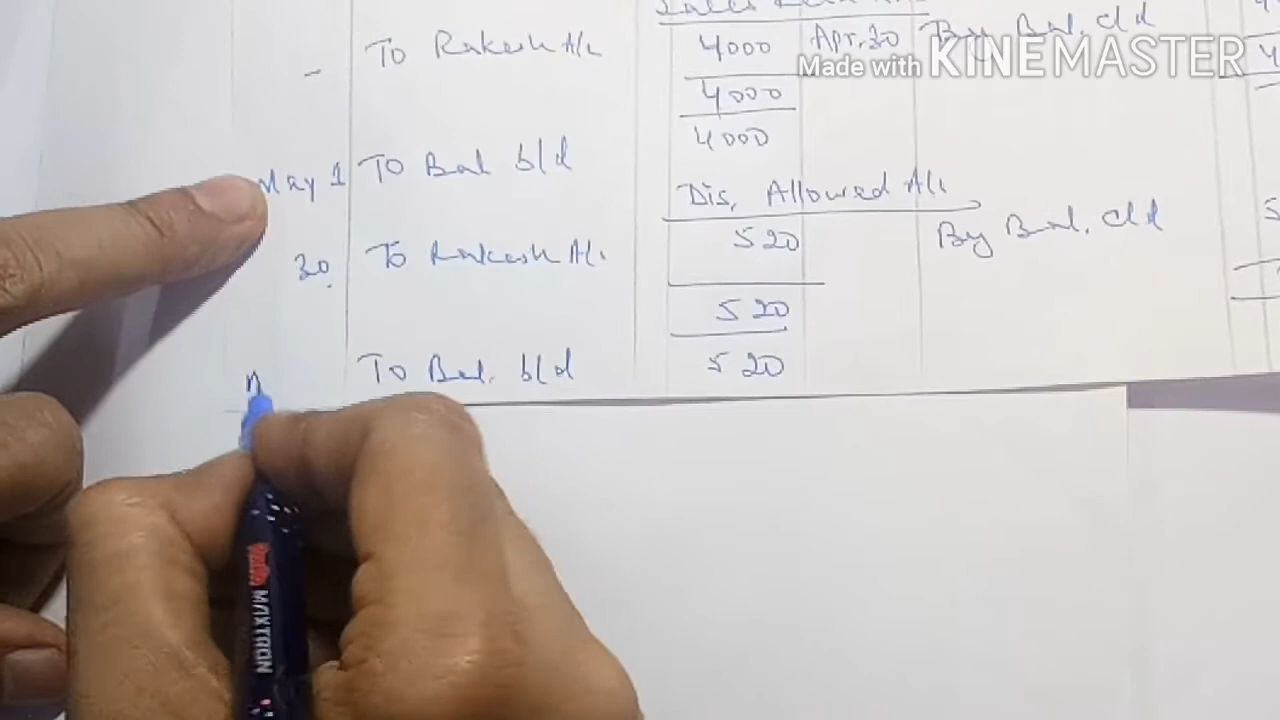 To Rakesh A/c 4000 Apr.30 By Bal. c/d
Made with KINEMASTER
4000
4000
May 1 To Bal b/d
Dis. Allowed A/c
30. To Rakesh A/c 520 By Bal. c/d
520
To Bal. b/d 520
MAXTRON